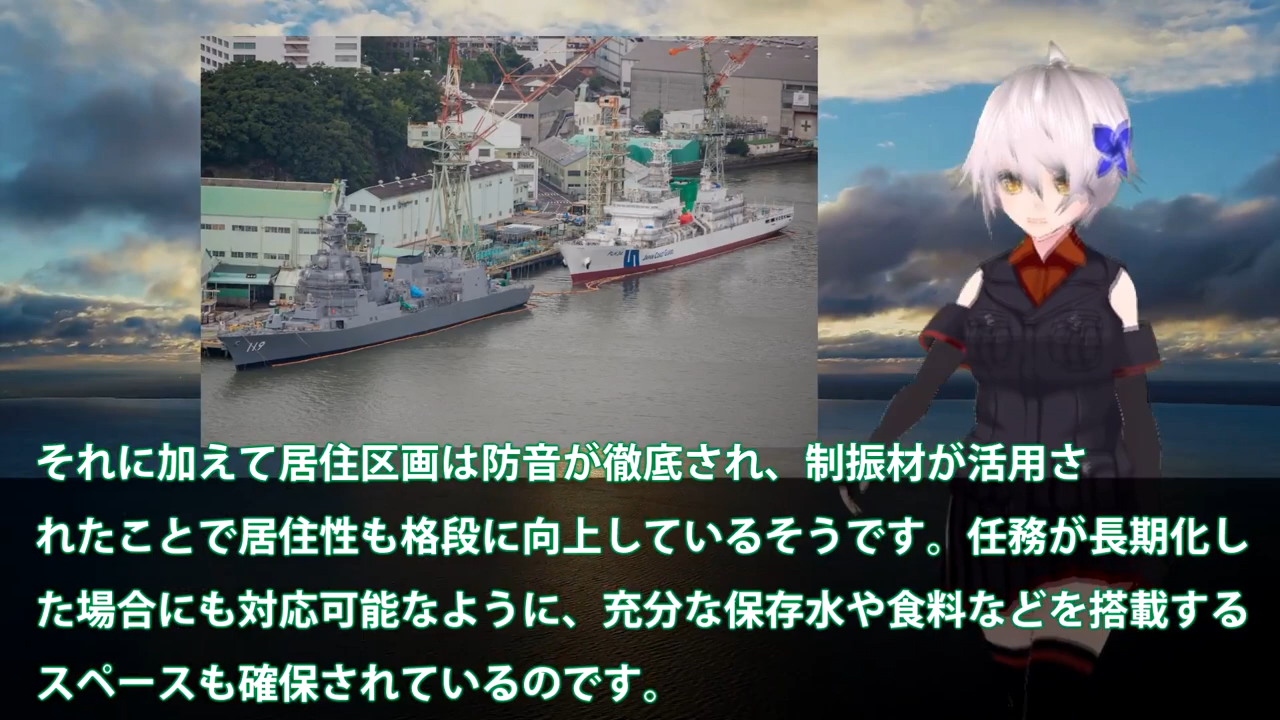 119
JAPAN COAST GUARD
それに加えて居住区画は防音が徹底され、制振材が活用さ
れたことで居住性も格段に向上しているそうです。任務が長期化し
た場合にも対応可能なように、充分な保存水や食料などを搭載する
スペースも確保されているのです。